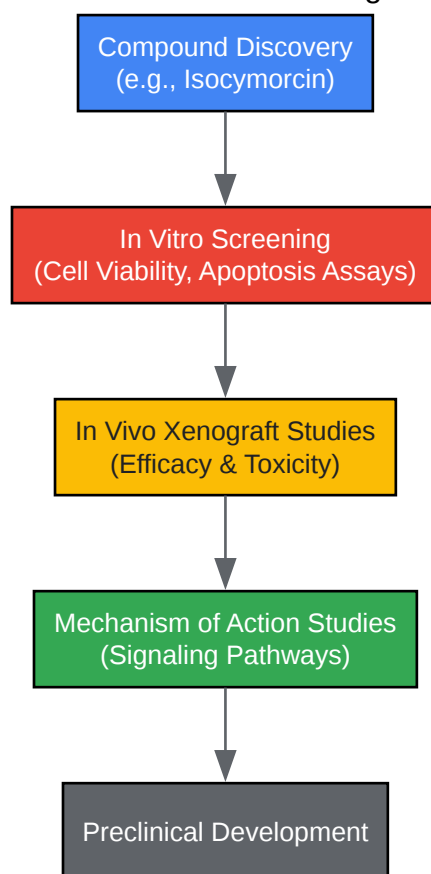 Compound Discovery
(e.g., Isocymorcin)
In Vitro Screening
(Cell Viability, Apoptosis Assays)
In Vivo Xenograft Studies
(Efficacy & Toxicity)
Mechanism of Action Studies
(Signaling Pathways)
Preclinical Development